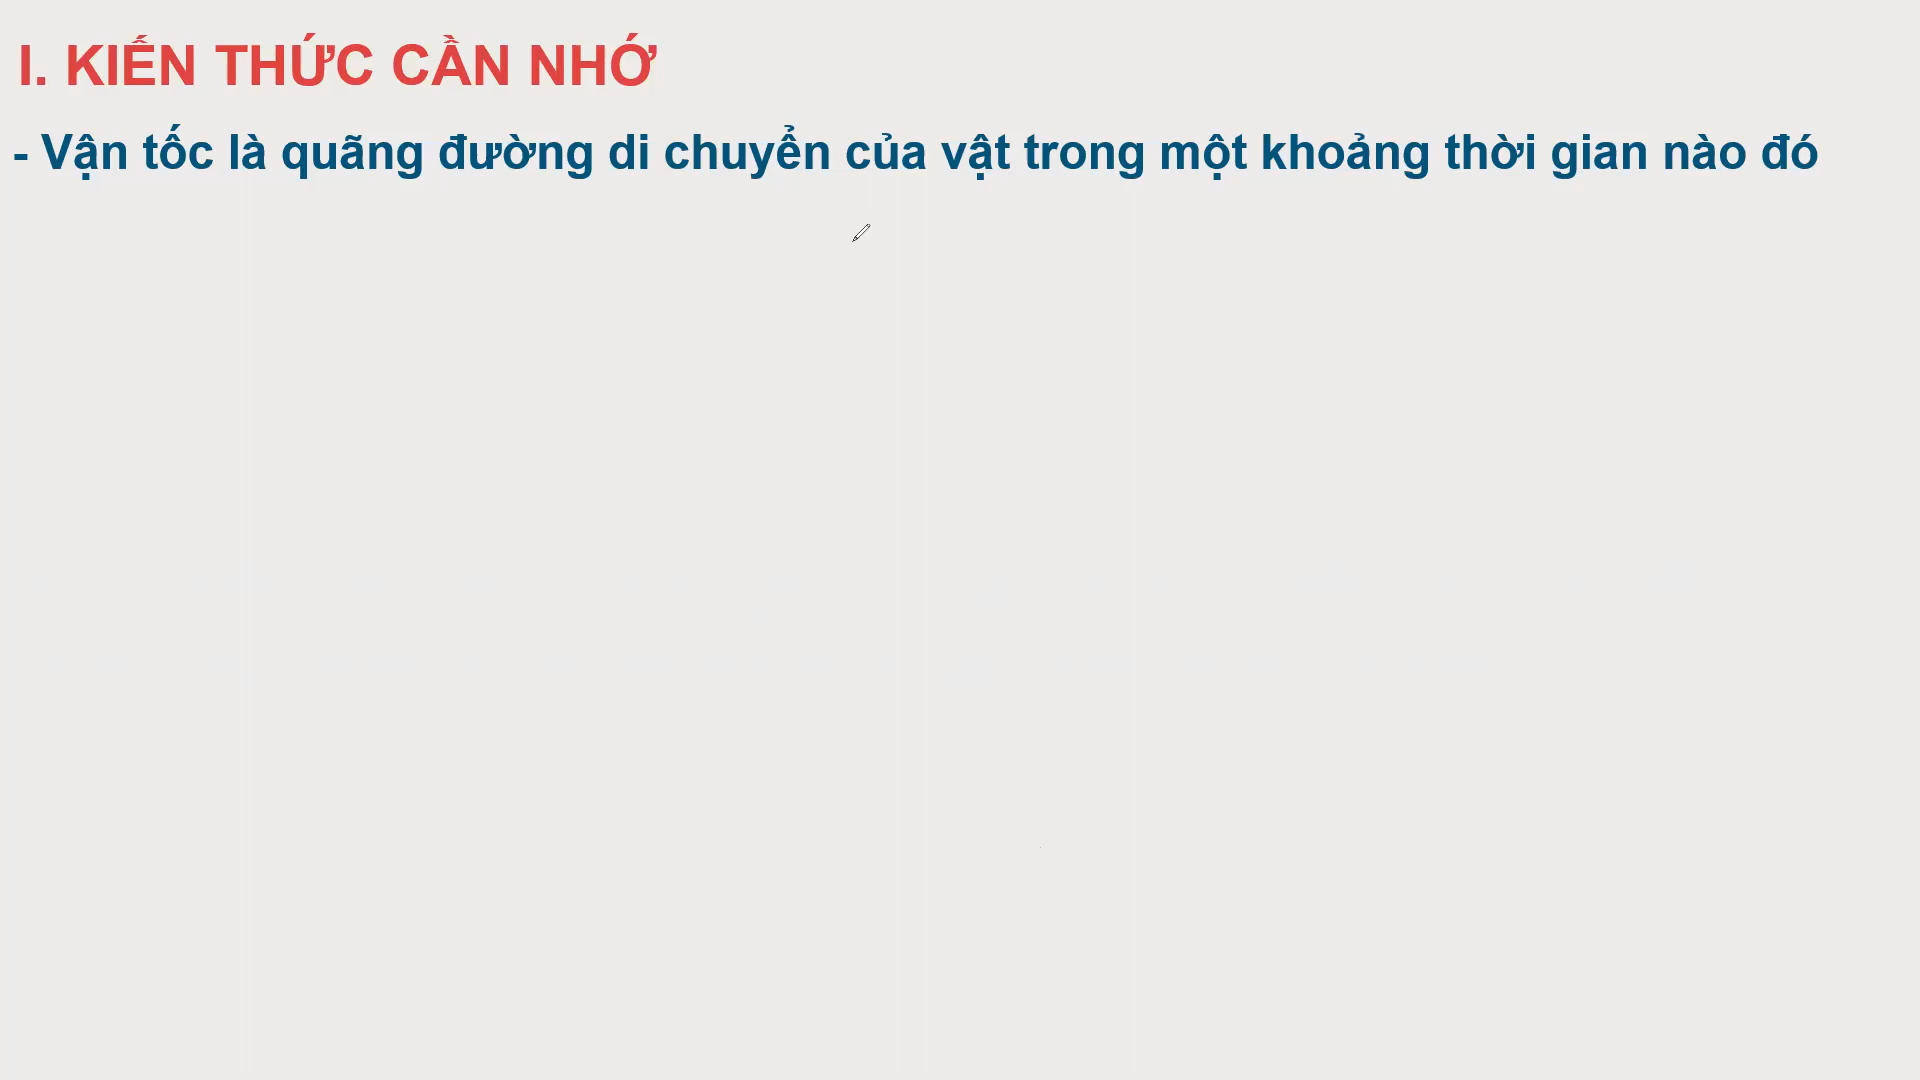 I. KIẾN THỨC CẦN NHỚ
- Vận tốc là quãng đường di chuyển của vật trong một khoảng thời gian nào đó